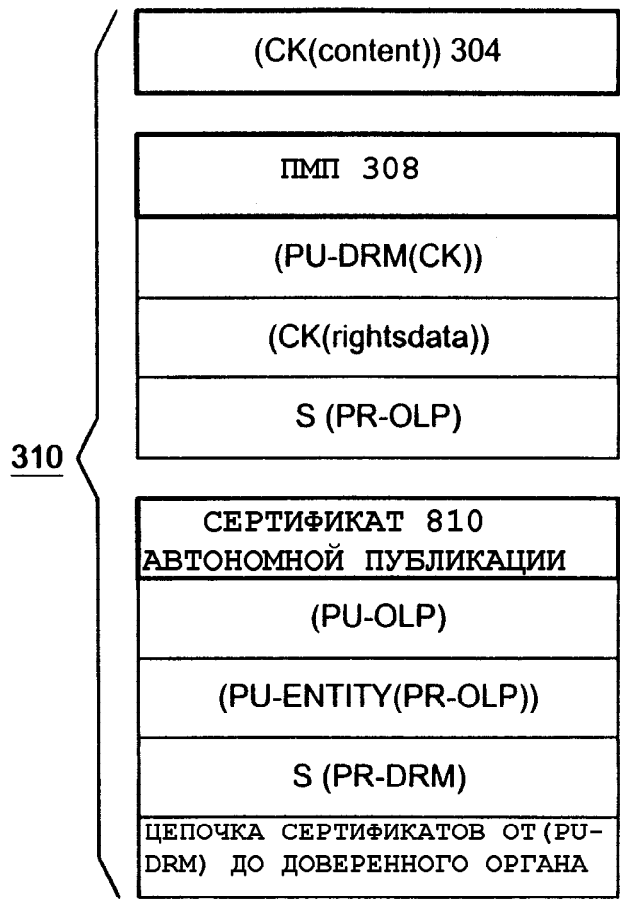 (CK(content)) 304
ПМП 308
(PU-DRM(CK))
(CK(rightsdata))
S (PR-OLP)
310
СЕРТИФИКАТ 810
АВТОНОМНОЙ ПУБЛИКАЦИИ
(PU-OLP)
(PU-ENTITY(PR-OLP))
S (PR-DRM)
ЦЕПОЧКА СЕРТИФИКАТОВ ОТ(PU-
DRM) ДО ДОВЕРЕННОГО ОРГАНА